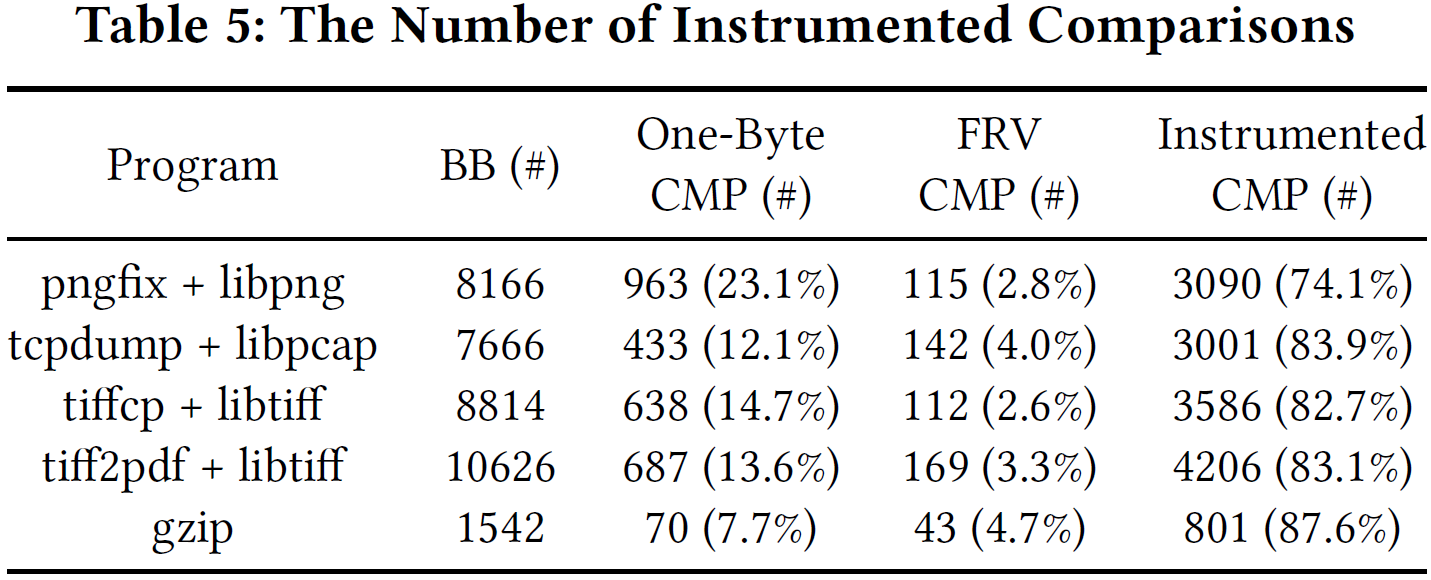 Table 5: The Number of Instrumented Comparisons
Program BB (#) One-Byte CMP (#) FRV CMP (#) Instrumented CMP (#)
pngfix + libpng 8166 963 (23.1%) 115 (2.8%) 3090 (74.1%)
tcpdump + libpcap 7666 433 (12.1%) 142 (4.0%) 3001 (83.9%)
tiffcp + libtiff 8814 638 (14.7%) 112 (2.6%) 3586 (82.7%)
tiff2pdf + libtiff 10626 687 (13.6%) 169 (3.3%) 4206 (83.1%)
gzip 1542 70 (7.7%) 43 (4.7%) 801 (87.6%)